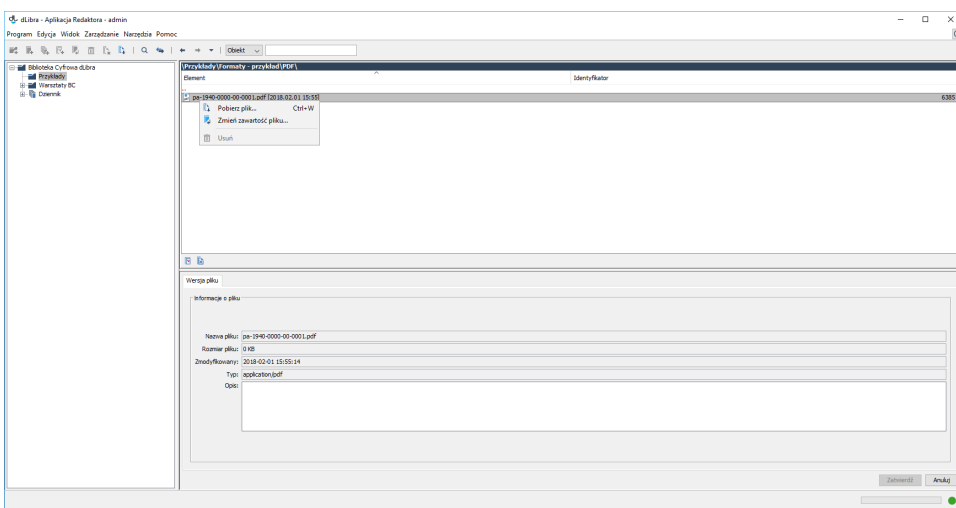 dLibra - Aplikacja Redaktora - admin
Program Edycja Widok Zarządzanie Narzędzia Pomoc
Obiekt
Biblioteka Cyfrowa dLibra
Przykłady
Warsztaty BC
Dziennik
\Przykłady\Formaty - przykład\PDF\
Element Identyfikator
...
pa-1940-0000-00-0001.pdf [2018.02.01 15:55] 6385
Pobierz plik... Ctrl+W
Zmień zawartość pliku...
Usuń
Wersja pliku
Informacje o pliku
Nazwa pliku: pa-1940-0000-00-0001.pdf
Rozmiar pliku: 0 KB
Zmodyfikowany: 2018-02-01 15:55:14
Typ: application/pdf
Opis:
Zatwierdź Anuluj